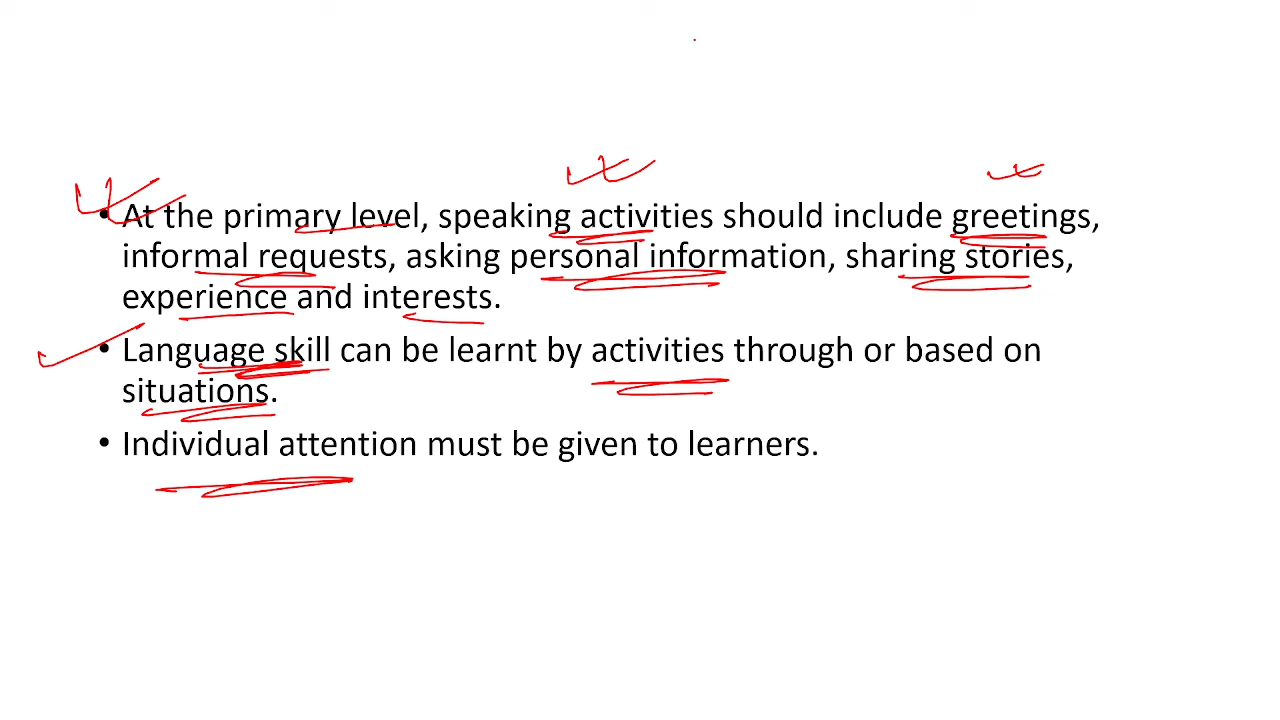 • At the primary level, speaking activities should include greetings,
informal requests, asking personal information, sharing stories,
experience and interests.
• Language skill can be learnt by activities through or based on
situations.
• Individual attention must be given to learners.